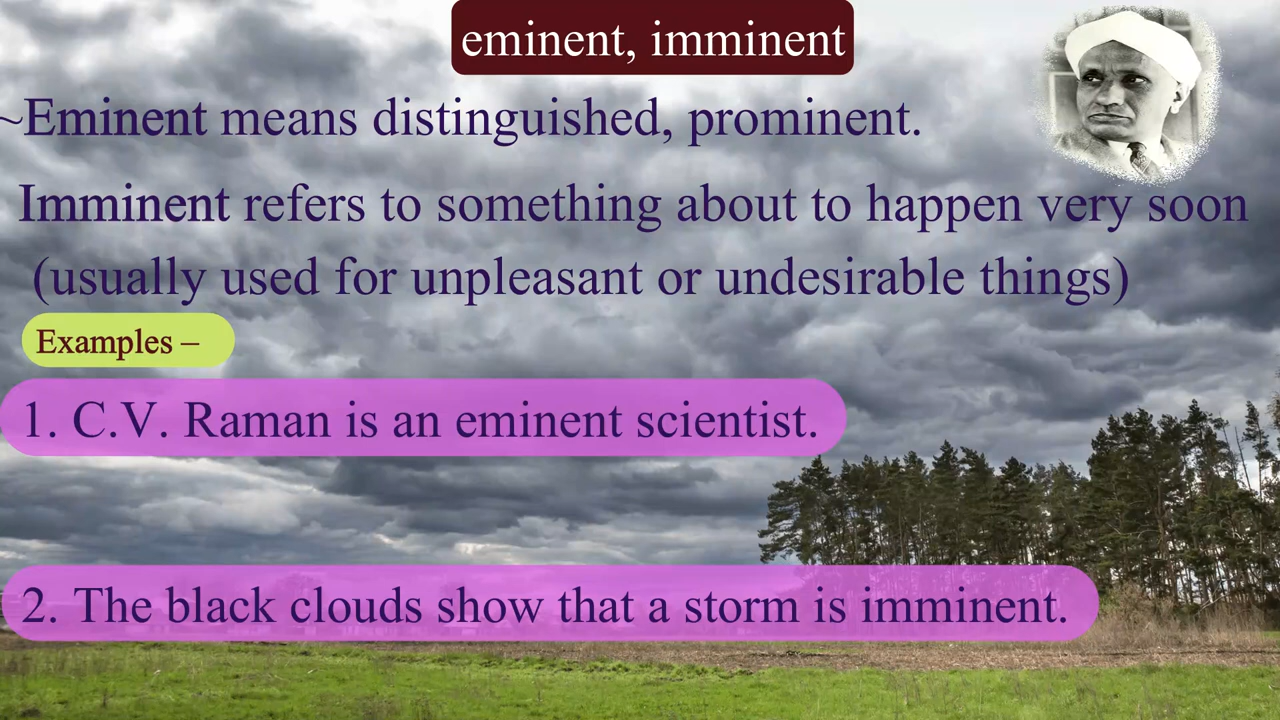 eminent, imminent
~Eminent means distinguished, prominent.
Imminent refers to something about to happen very soon
(usually used for unpleasant or undesirable things)
Examples –
1. C.V. Raman is an eminent scientist.
2. The black clouds show that a storm is imminent.